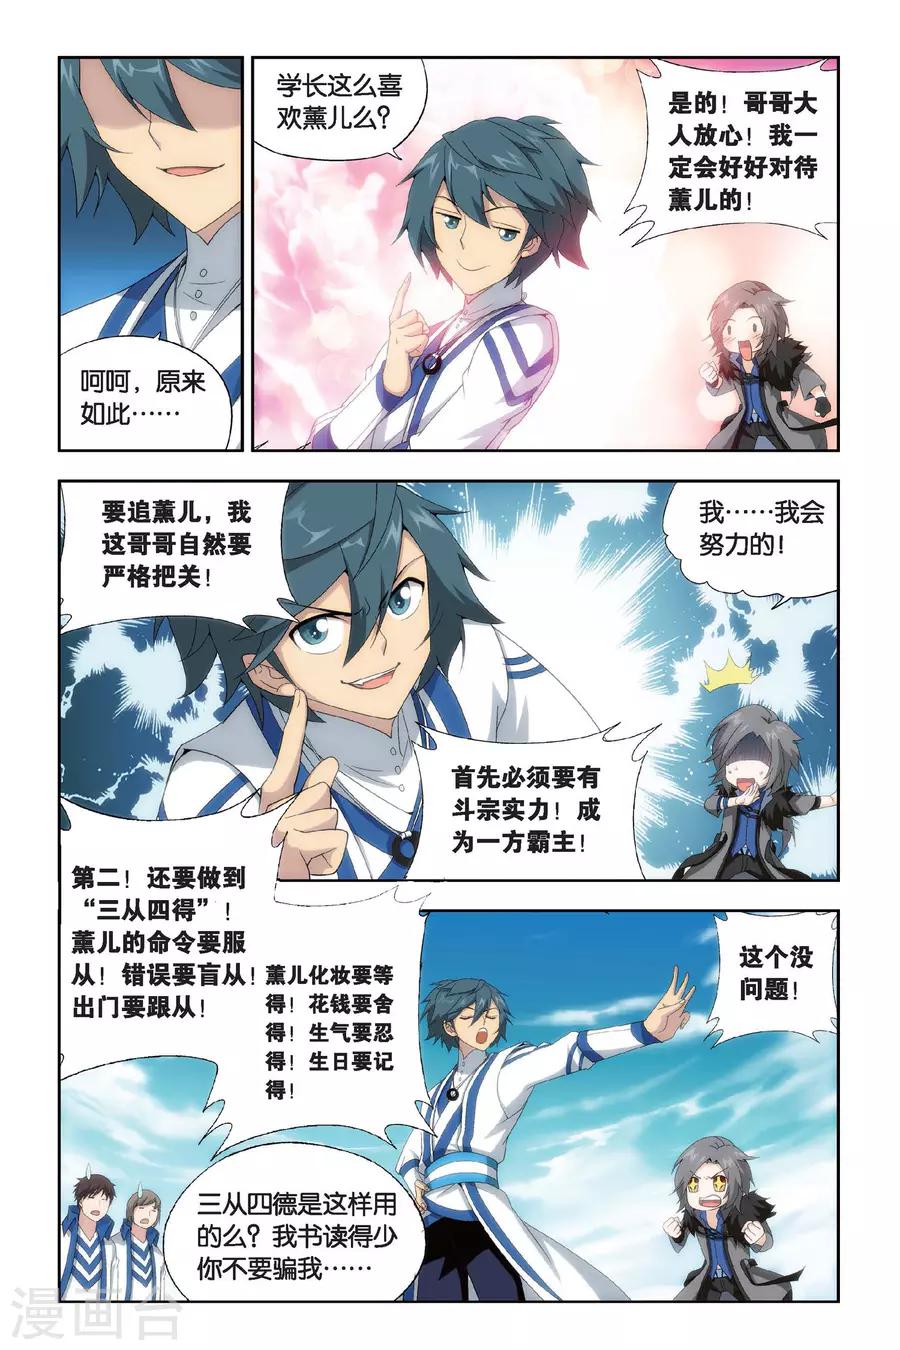 呵呵，原来
如此……
学长这么喜
欢薰儿么？
是的！哥哥大
人放心！我一
定会好好对待
薰儿的！
要追薰儿，我
这哥哥自然要
严格把关！
我……我会
努力的！
首先必须要有
斗宗实力！成
为一方霸主！
第二！还要做到
“三从四得”！
薰儿的命令要服
从！错误要盲从！
出门要跟从！
薰儿化妆要等
得！花钱要舍
得！生气要忍
得！生日要记
得！
这个没
问题！
三从四德是这样用
的么？我书读得少
你不要骗我……
漫画台